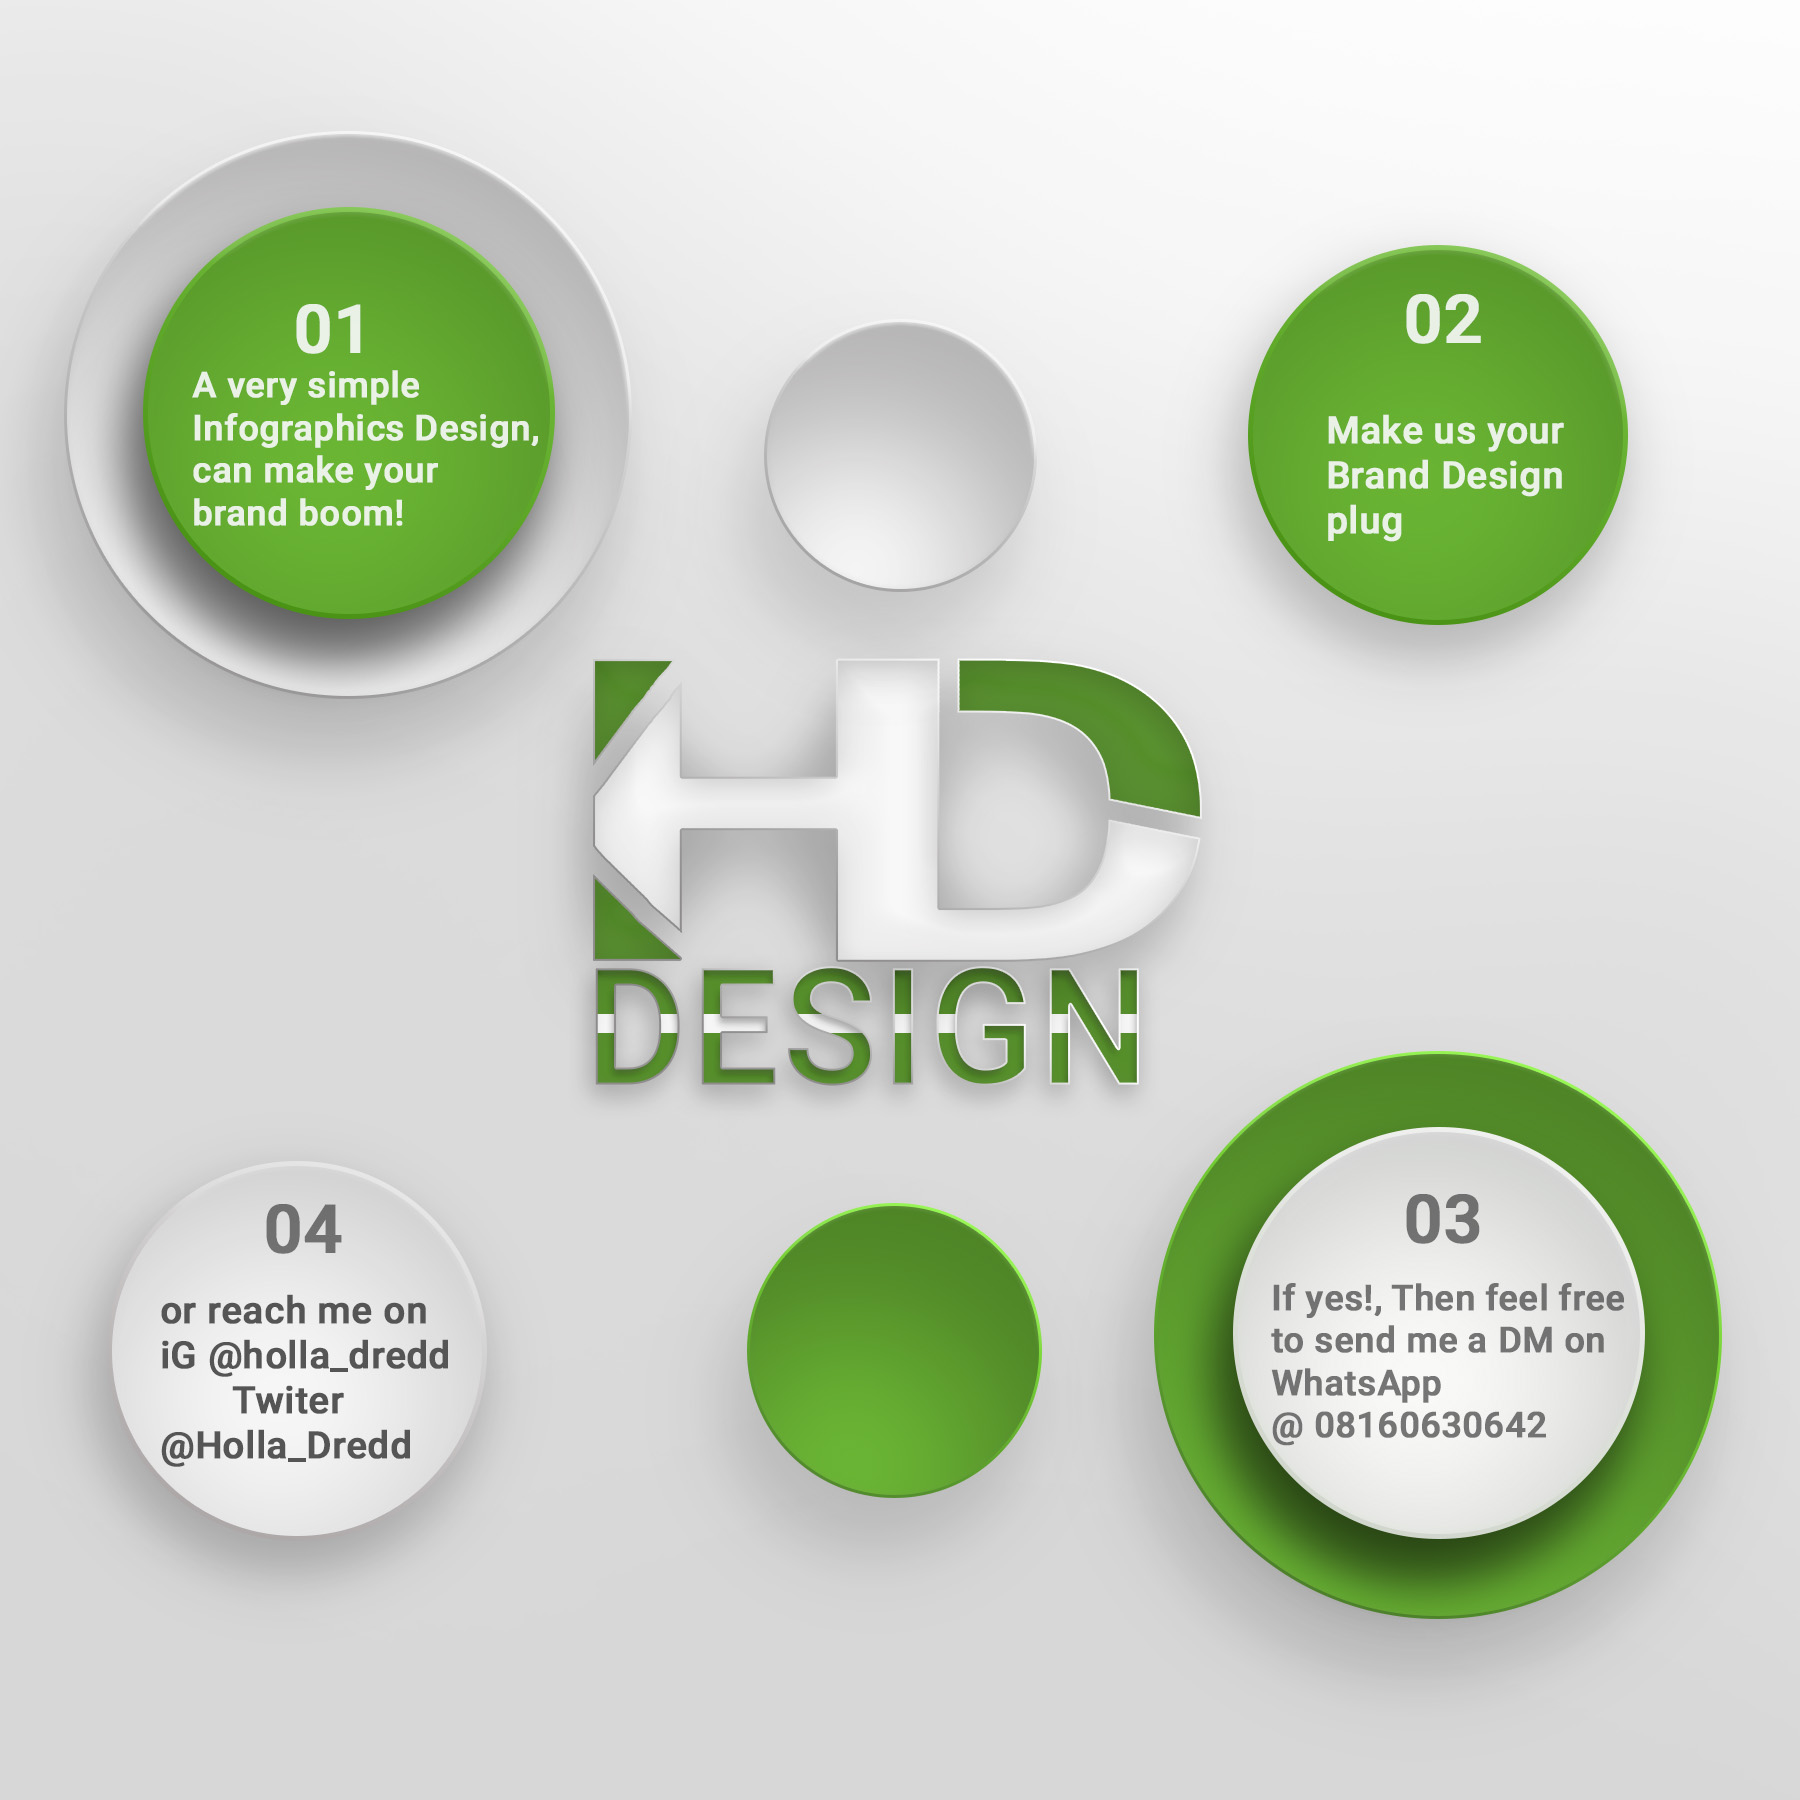 01
A very simple
Infographics Design,
can make your
brand boom!
02
Make us your
Brand Design
plug
HD
DESIGN
03
If yes!, Then feel free
to send me a DM on
WhatsApp
@ 08160630642
04
or reach me on
iG @holla_dredd
Twiter
@Holla_Dredd